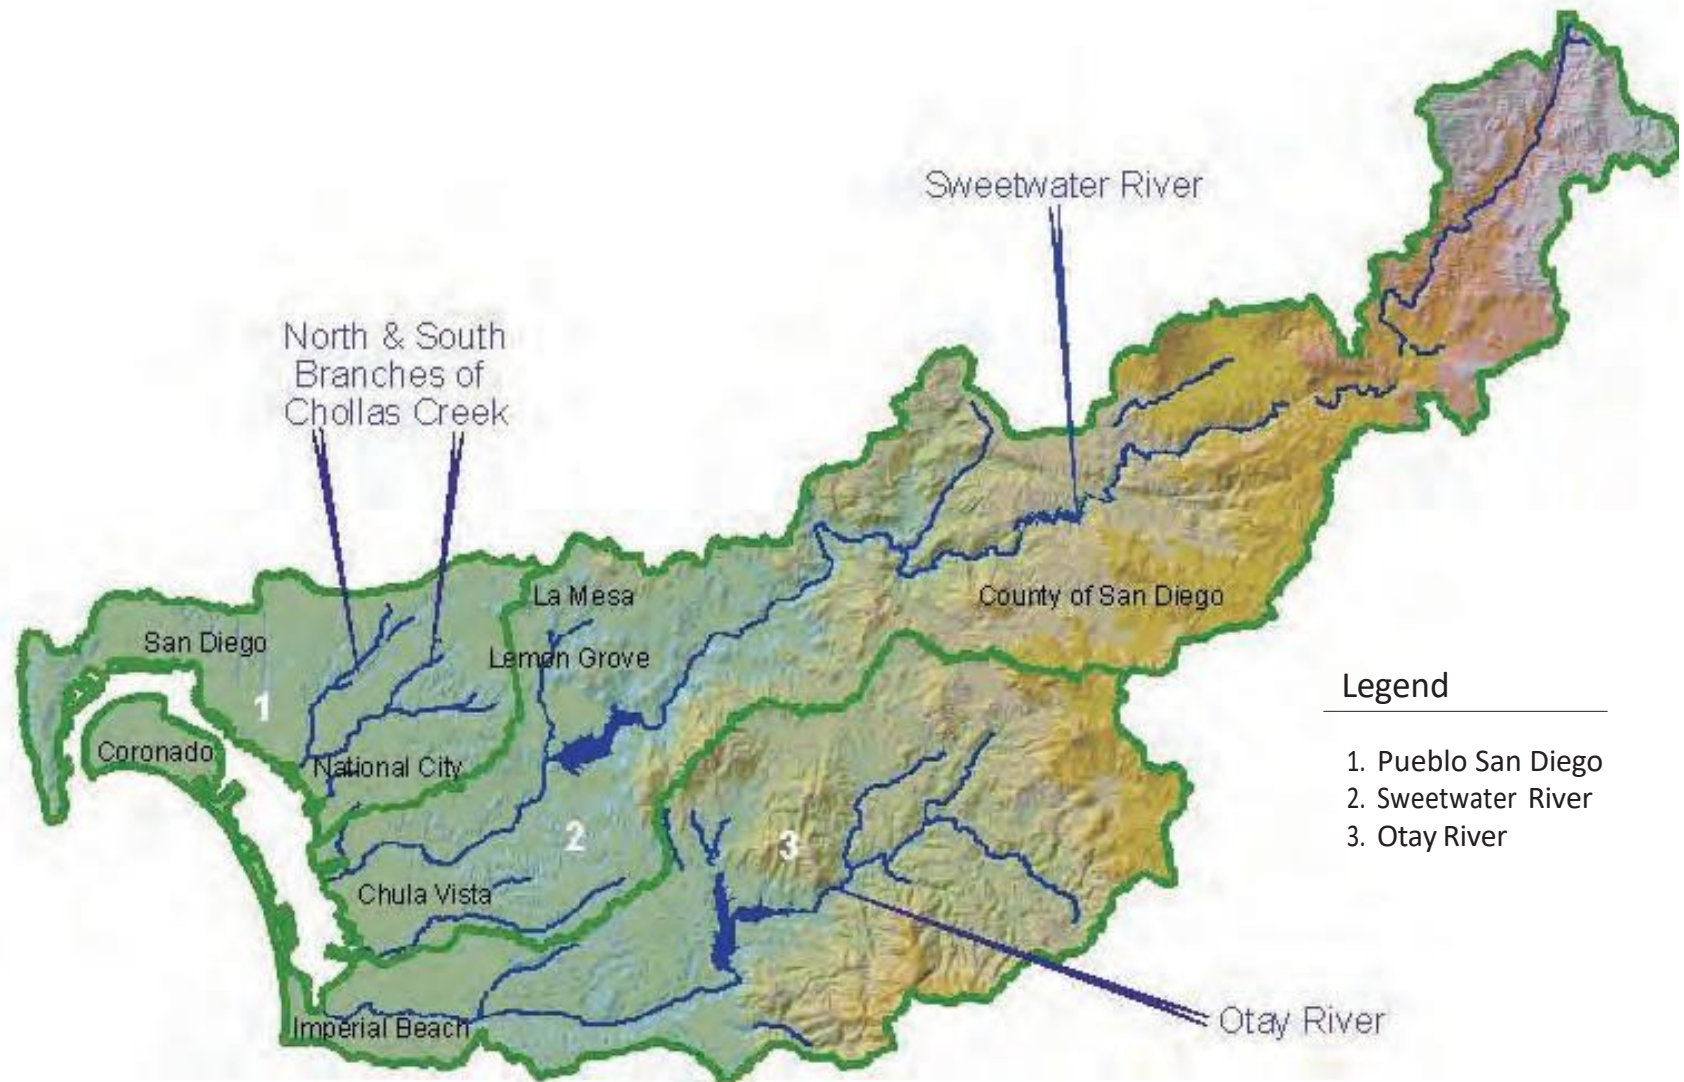 Sweetwater River
North & South
Branches of
Chollas Creek
La Mesa
County of San Diego
San Diego
Lemon Grove
Legend
1
Coronado
National City
1. Pueblo San Diego
2. Sweetwater River
3. Otay River
2
3
Chula Vista
Otay River
Imperial Beach